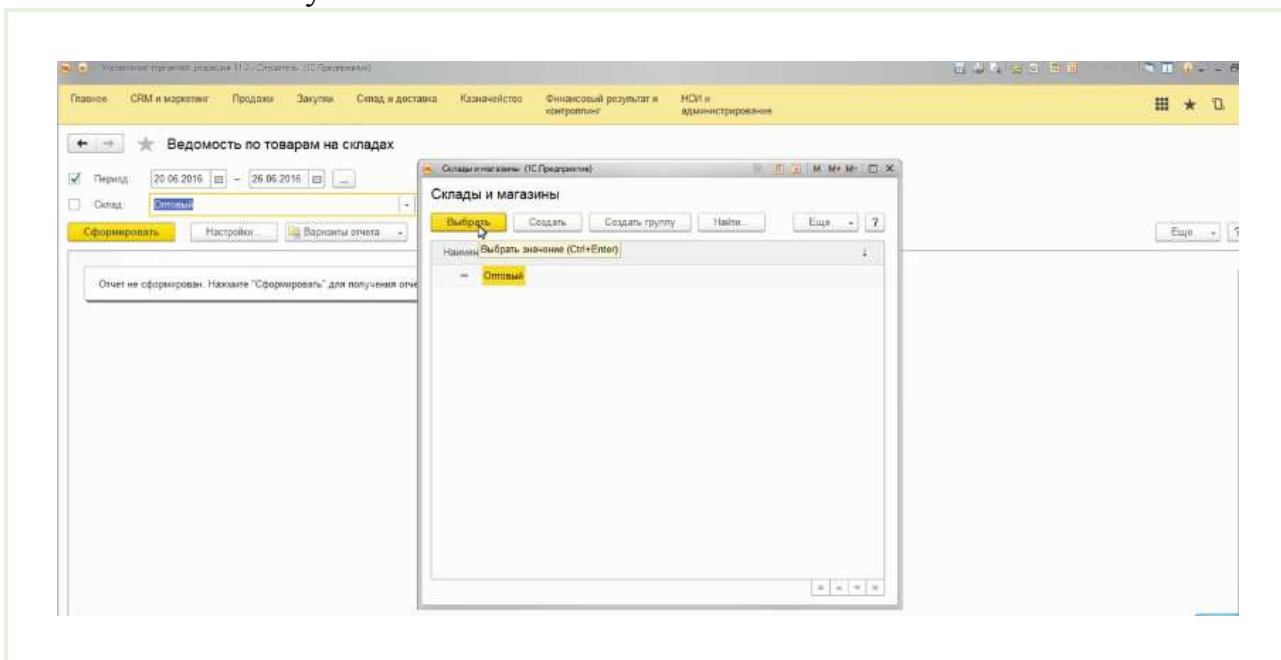 Главное CRM и маркетинг Продажи Закупки Склад и доставка Казначейство Финансовый результат и контроллинг НСИ и администрирование
Ведомость по товарам на складах
Период: 20.06.2016 – 26.06.2016 ...
Склад: Оптовый
Сформировать Настройки... Варианты отчета Еще ?
Отчет не сформирован. Нажмите "Сформировать" для получения отче
Склады и магазины (1С:Предприятие) M M+ M-
Склады и магазины
Выбрать Создать Создать группу Найти... Еще ?
Наимен
Выбрать значение (Ctrl+Enter)
Оптовый